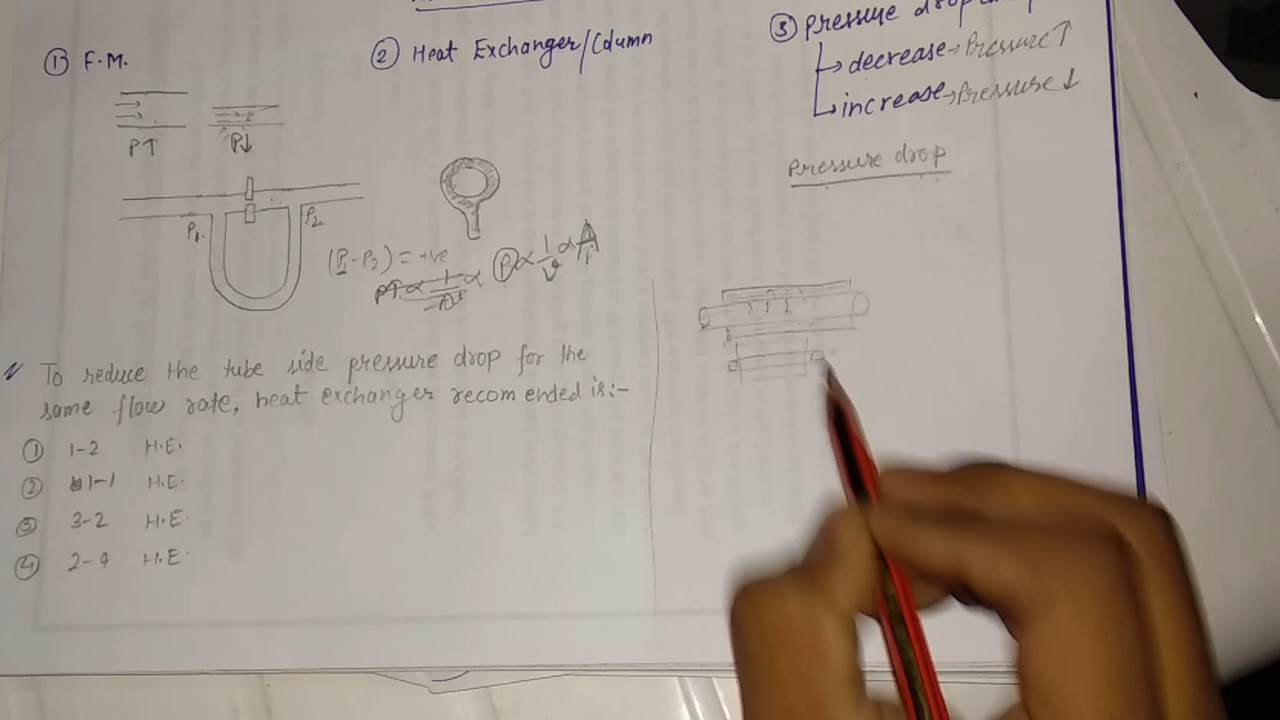 ① F.M.
② Heat Exchanger/Column
③ Pressure drop
↳ decrease→Pressure↑
↳ increase→Pressure↓
P↑ P↓
Pressure drop
P₁ P₂
(P₁-P₂) = +ve
P ∝ 1/v ∝ A
To reduce the tube side pressure drop for the
same flow rate, heat exchanger recomended is:-
① 1-2 H.E.
② 1-1 H.E.
③ 3-2 H.E.
④ 2-4 H.E.